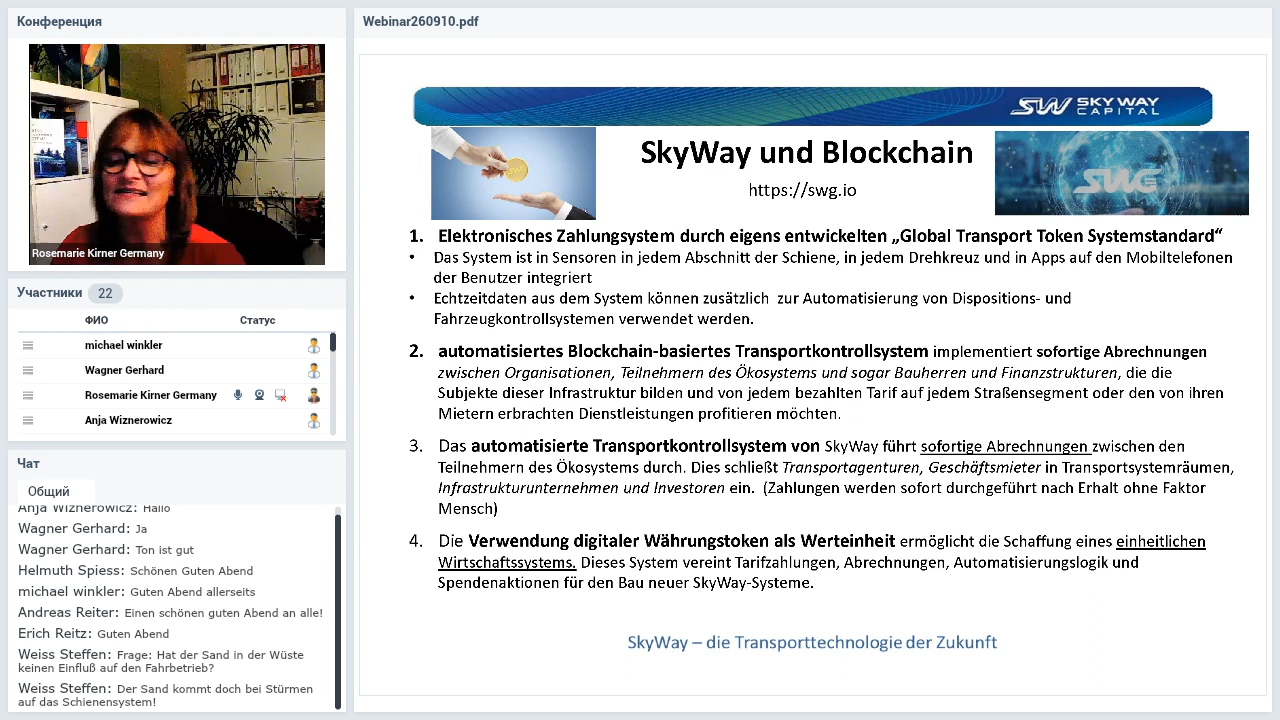 Конференция
Rosemarie Kirner Germany
Участники 22
ФИО Статус
michael winkler
Wagner Gerhard
Rosemarie Kirner Germany
Anja Wiznerowicz
Чат
Общий
Anja Wiznerowicz: Hallo
Wagner Gerhard: Ja
Wagner Gerhard: Ton ist gut
Helmuth Spiess: Schönen Guten Abend
michael winkler: Guten Abend allerseits
Andreas Reiter: Einen schönen guten Abend an alle!
Erich Reitz: Guten Abend
Weiss Steffen: Frage: Hat der Sand in der Wüste
keinen Einfluß auf den Fahrbetrieb?
Weiss Steffen: Der Sand kommt doch bei Stürmen
auf das Schienensystem!
Webinar260910.pdf
SW SKYWAY
CAPITAL
SkyWay und Blockchain
https://swg.io
SWG
1. Elektronisches Zahlungsystem durch eigens entwickelten „Global Transport Token Systemstandard“
• Das System ist in Sensoren in jedem Abschnitt der Schiene, in jedem Drehkreuz und in Apps auf den Mobiltelefonen
der Benutzer integriert
• Echtzeitdaten aus dem System können zusätzlich zur Automatisierung von Dispositions- und
Fahrzeugkontrollsystemen verwendet werden.
2. automatisiertes Blockchain-basiertes Transportkontrollsystem implementiert sofortige Abrechnungen
zwischen Organisationen, Teilnehmern des Ökosystems und sogar Bauherren und Finanzstrukturen, die die
Subjekte dieser Infrastruktur bilden und von jedem bezahlten Tarif auf jedem Straßensegment oder den von ihren
Mietern erbrachten Dienstleistungen profitieren möchten.
3. Das automatisierte Transportkontrollsystem von SkyWay führt sofortige Abrechnungen zwischen den
Teilnehmern des Ökosystems durch. Dies schließt Transportagenturen, Geschäftsmieter in Transportsystemräumen,
Infrastrukturunternehmen und Investoren ein. (Zahlungen werden sofort durchgeführt nach Erhalt ohne Faktor
Mensch)
4. Die Verwendung digitaler Währungstoken als Werteinheit ermöglicht die Schaffung eines einheitlichen
Wirtschaftssystems. Dieses System vereint Tarifzahlungen, Abrechnungen, Automatisierungslogik und
Spendenaktionen für den Bau neuer SkyWay-Systeme.
SkyWay – die Transporttechnologie der Zukunft